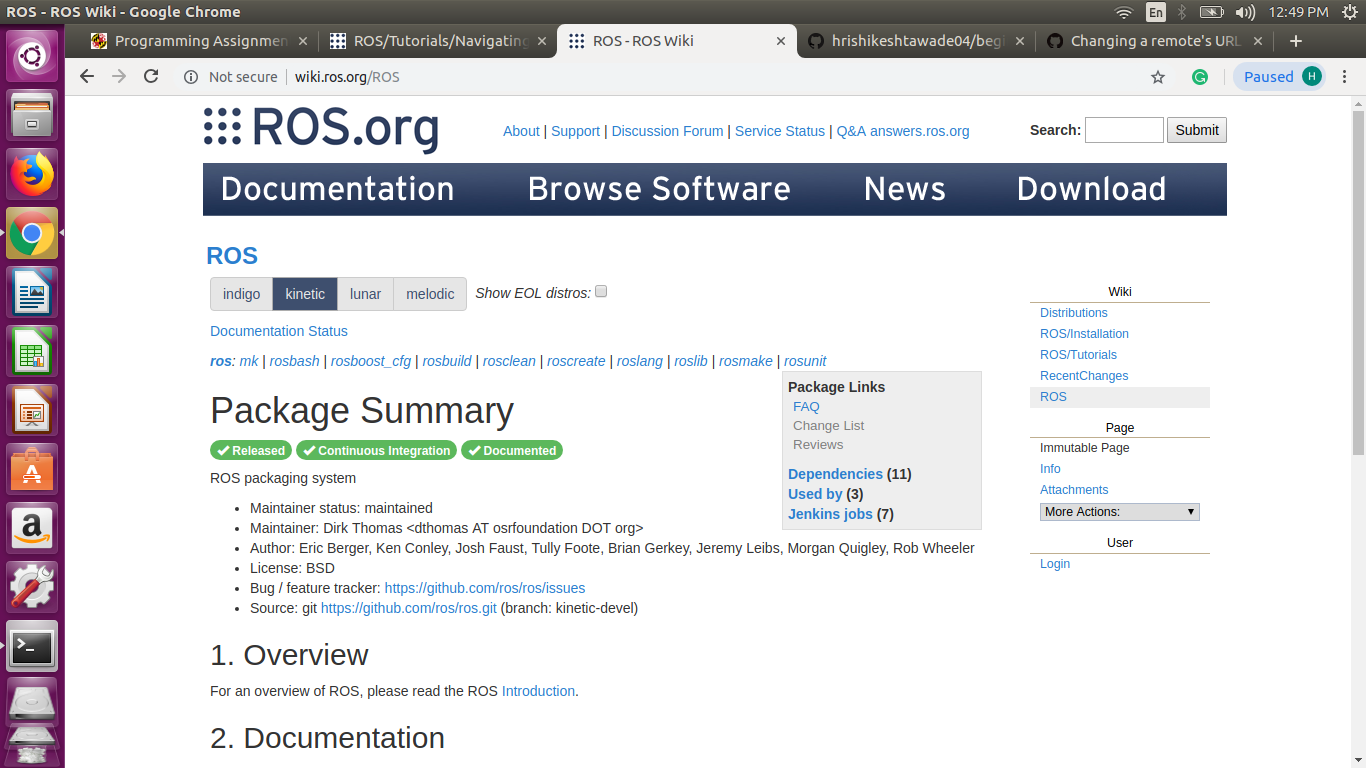 ROS - ROS Wiki - Google Chrome
En
12:49 PM
Programming Assignmen
ROS/Tutorials/Navigating
ROS - ROS Wiki
hrishikeshtawade04/begi
Changing a remote's URL
Not secure
wiki.ros.org/ROS
Paused
H
ROS.org
About | Support | Discussion Forum | Service Status | Q&A answers.ros.org
Search:
Submit
Documentation
Browse Software
News
Download
ROS
indigo
kinetic
lunar
melodic
Show EOL distros:
Documentation Status
ros: mk | rosbash | rosboost_cfg | rosbuild | rosclean | roscreate | roslang | roslib | rosmake | rosunit
Package Links
FAQ
Change List
Reviews
Dependencies (11)
Used by (3)
Jenkins jobs (7)
Package Summary
Released
Continuous Integration
Documented
ROS packaging system
Maintainer status: maintained
Maintainer: Dirk Thomas <dthomas AT osrfoundation DOT org>
Author: Eric Berger, Ken Conley, Josh Faust, Tully Foote, Brian Gerkey, Jeremy Leibs, Morgan Quigley, Rob Wheeler
License: BSD
Bug / feature tracker: https://github.com/ros/ros/issues
Source: git https://github.com/ros/ros.git (branch: kinetic-devel)
1. Overview
For an overview of ROS, please read the ROS Introduction.
2. Documentation
Wiki
Distributions
ROS/Installation
ROS/Tutorials
RecentChanges
ROS
Page
Immutable Page
Info
Attachments
More Actions:
User
Login